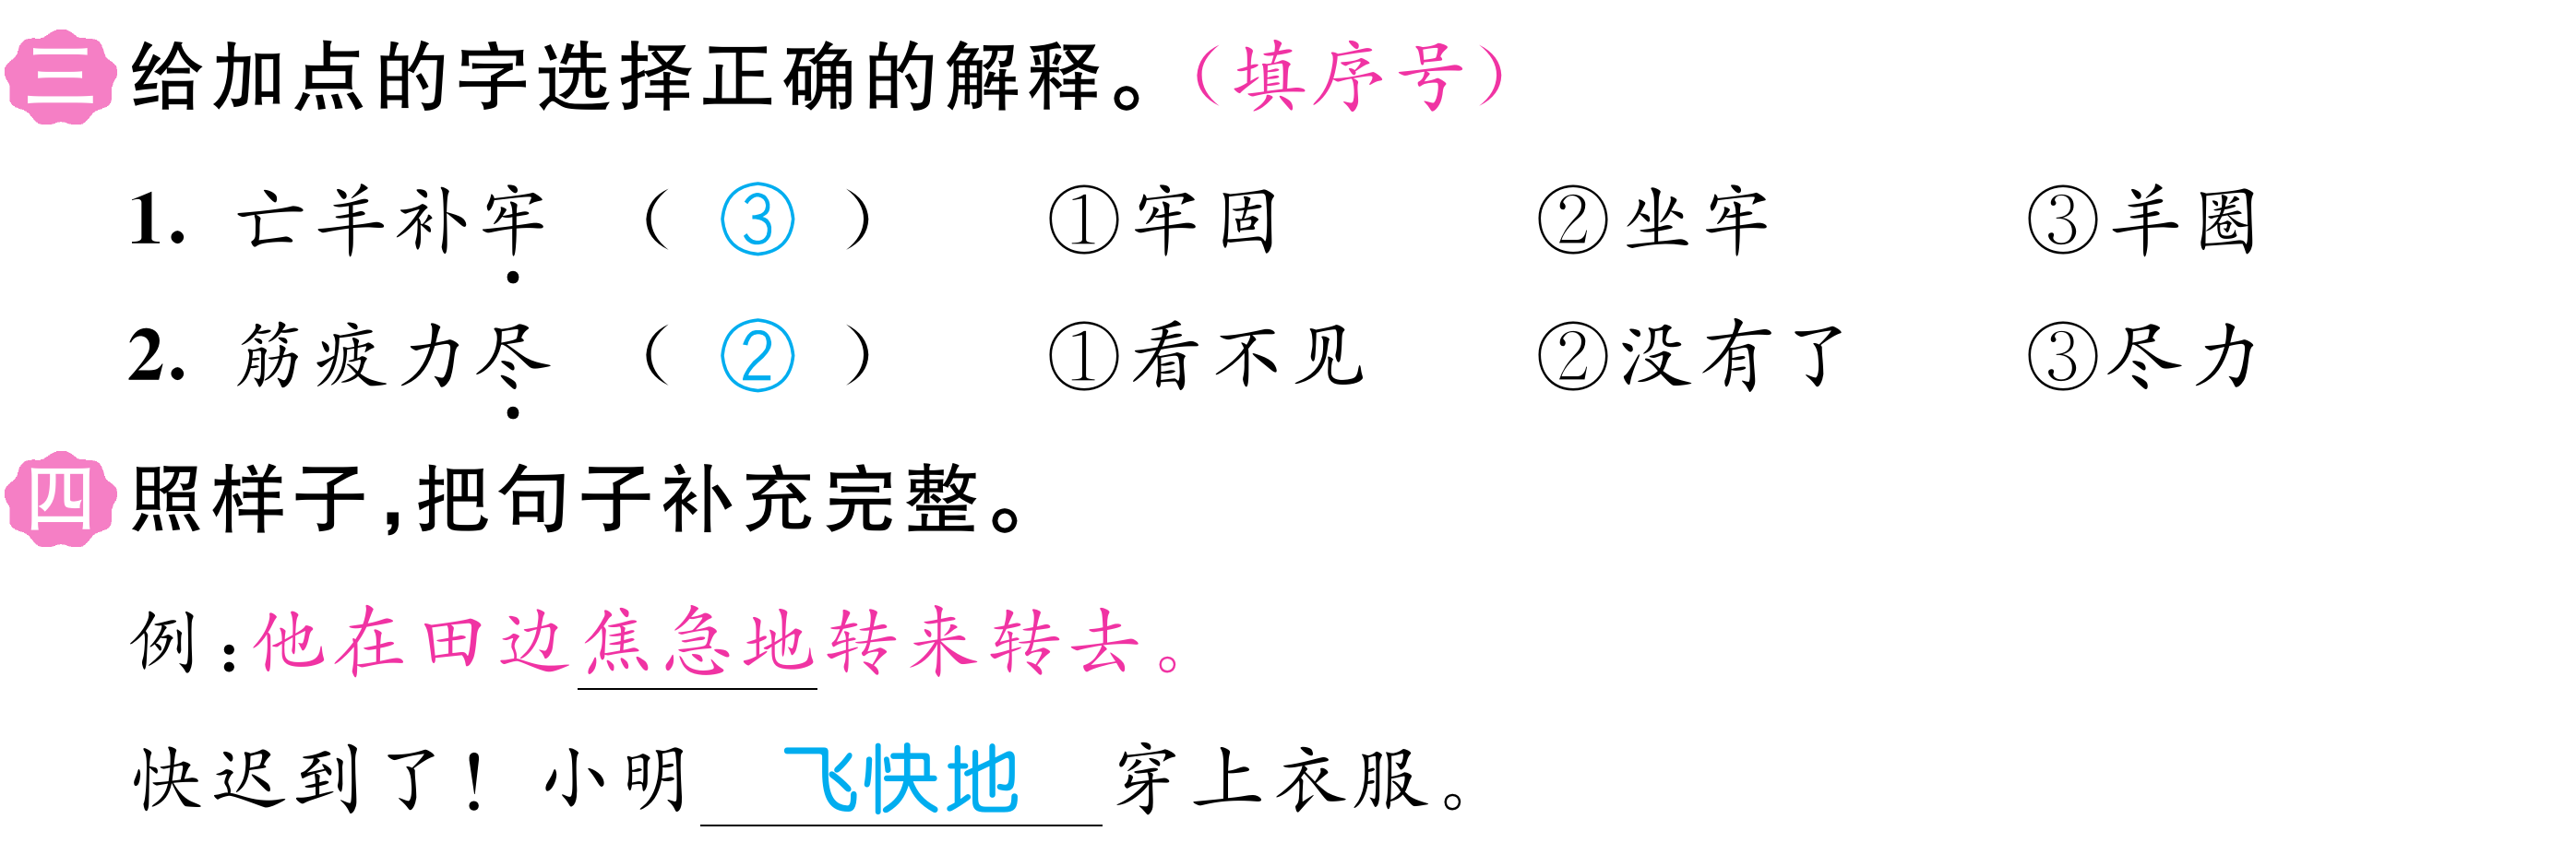 三 给加点的字选择正确的解释。（填序号）
1. 亡羊补牢 （ ③ ） ①牢固 ②坐牢 ③羊圈
2. 筋疲力尽 （ ② ） ①看不见 ②没有了 ③尽力
四 照样子,把句子补充完整。
例:他在田边焦急地转来转去。
快迟到了！小明 飞快地 穿上衣服。